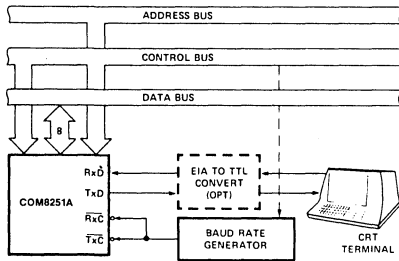 ADDRESS BUS
CONTROL BUS
DATA BUS
8
RxD
TxD
RxC
TxC
COM8251A
EIA TO TTL
CONVERT
(OPT)
BAUD RATE
GENERATOR
CRT
TERMINAL